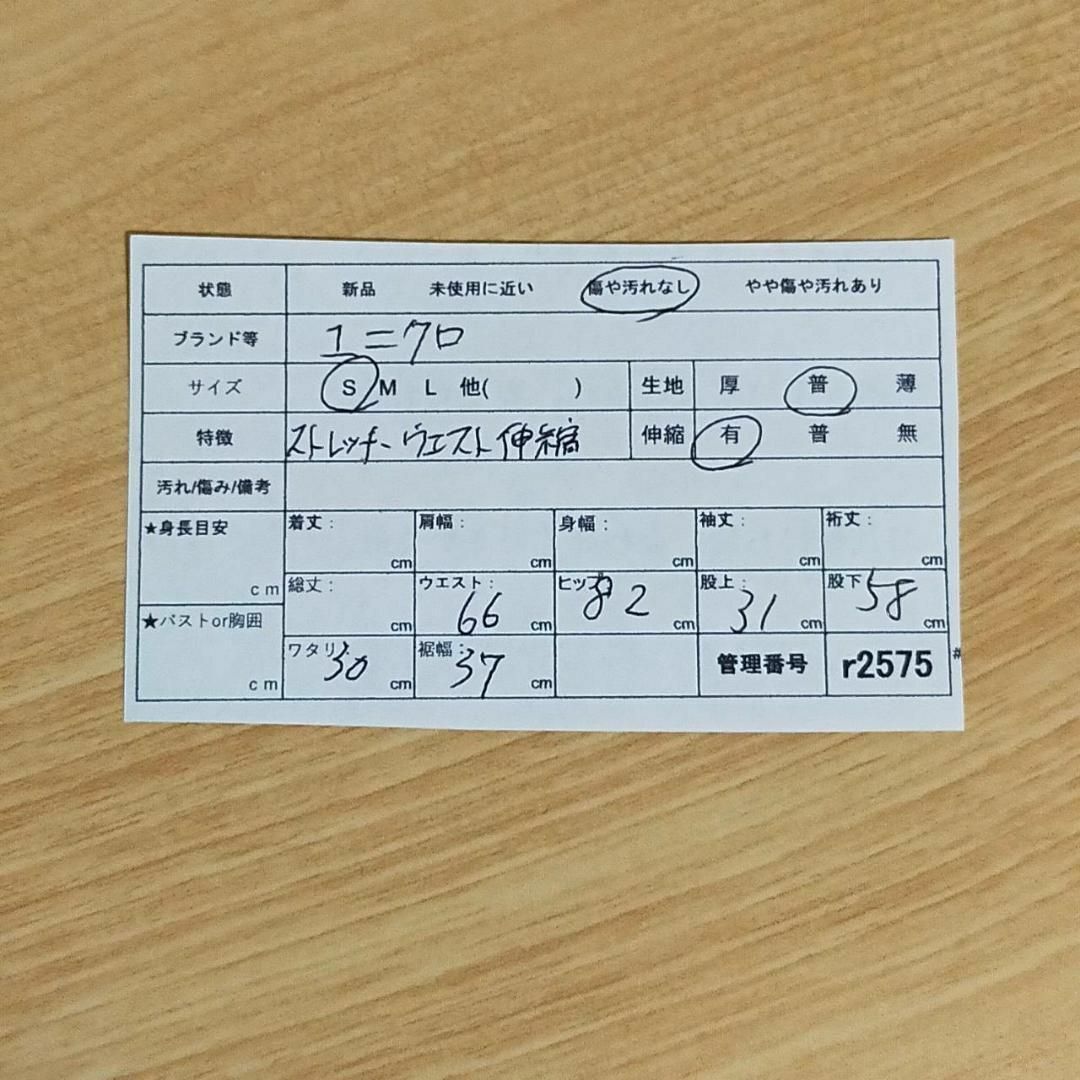 状態 新品 未使用に近い 傷や汚れなし やや傷や汚れあり
ブランド等 ユニクロ
サイズ S M L 他( ) 生地 厚 普 薄
特徴 ストレッチ ウエスト伸縮 伸縮 有 普 無
汚れ/傷み/備考
★身長目安 cm 着丈: cm 肩幅: cm 身幅: cm 袖丈: cm 裄丈: cm
総丈: cm ウエスト: 66 cm ヒップ: 82 cm 股上: 31 cm 股下: 58 cm
★バストor胸囲 cm ワタリ: 30 cm 裾幅: 37 cm 管理番号 r2575 #